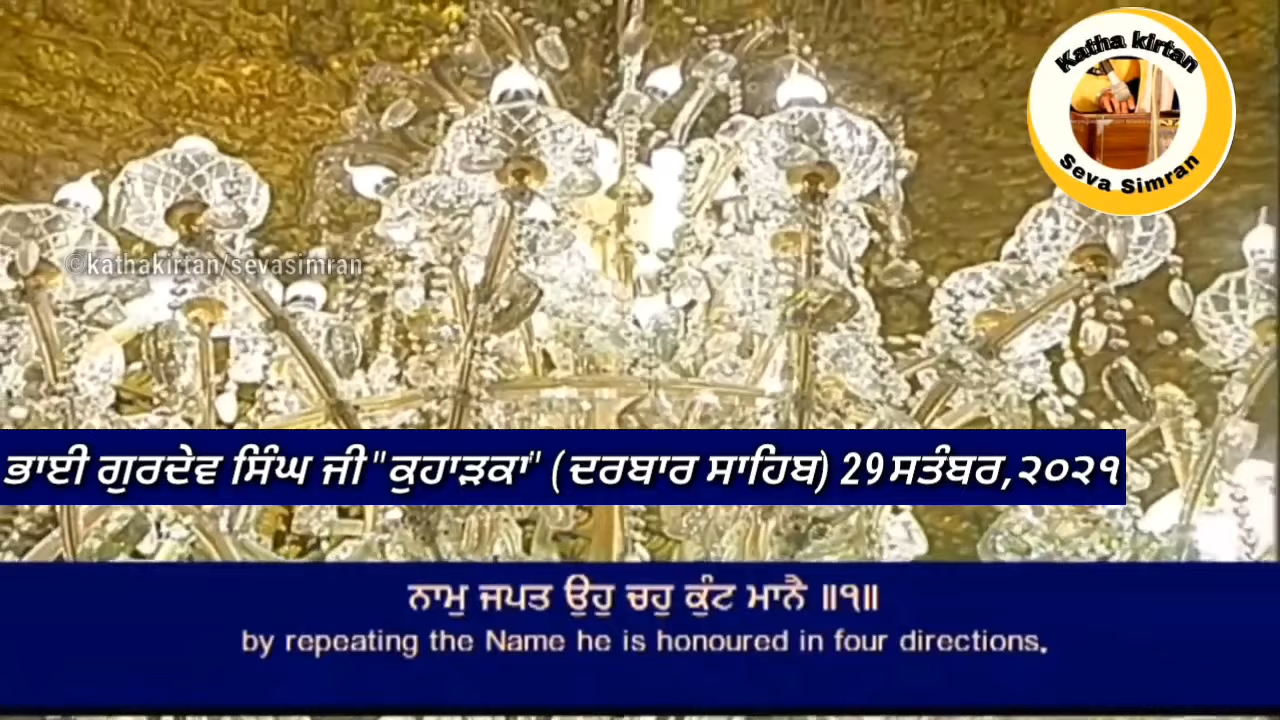 Katha kirtan
Seva Simran
©kathakirtan/sevasimran
ਭਾਈ ਗੁਰਦੇਵ ਸਿੰਘ ਜੀ "ਕੁਹਾੜਕਾ" (ਦਰਬਾਰ ਸਾਹਿਬ) 29 ਸਤੰਬਰ,੨੦੨੧
ਨਾਮੁ ਜਪਤ ਉਹੁ ਚਹੁ ਕੁੰਟ ਮਾਨੈ ॥੧॥
by repeating the Name he is honoured in four directions.